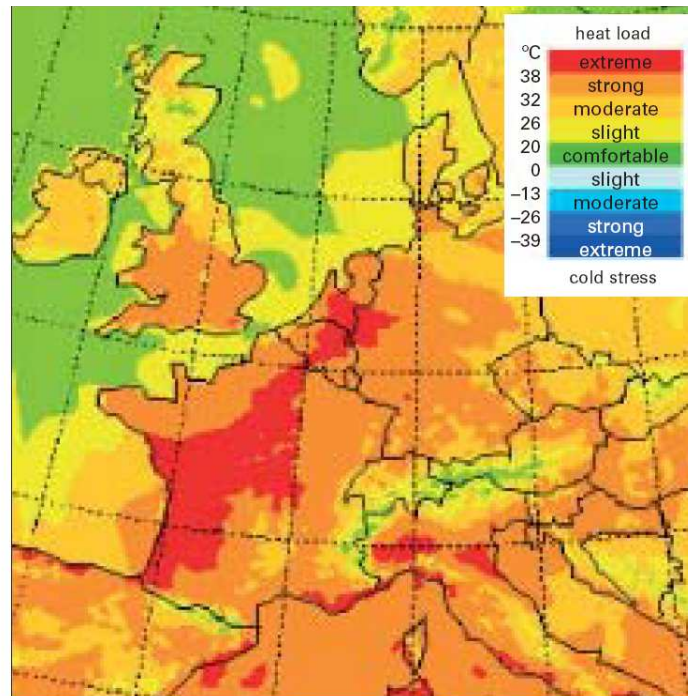 heat load
°C
extreme
38
strong
32
moderate
26
slight
20
comfortable
0
slight
–13
moderate
–26
strong
–39
extreme
cold stress